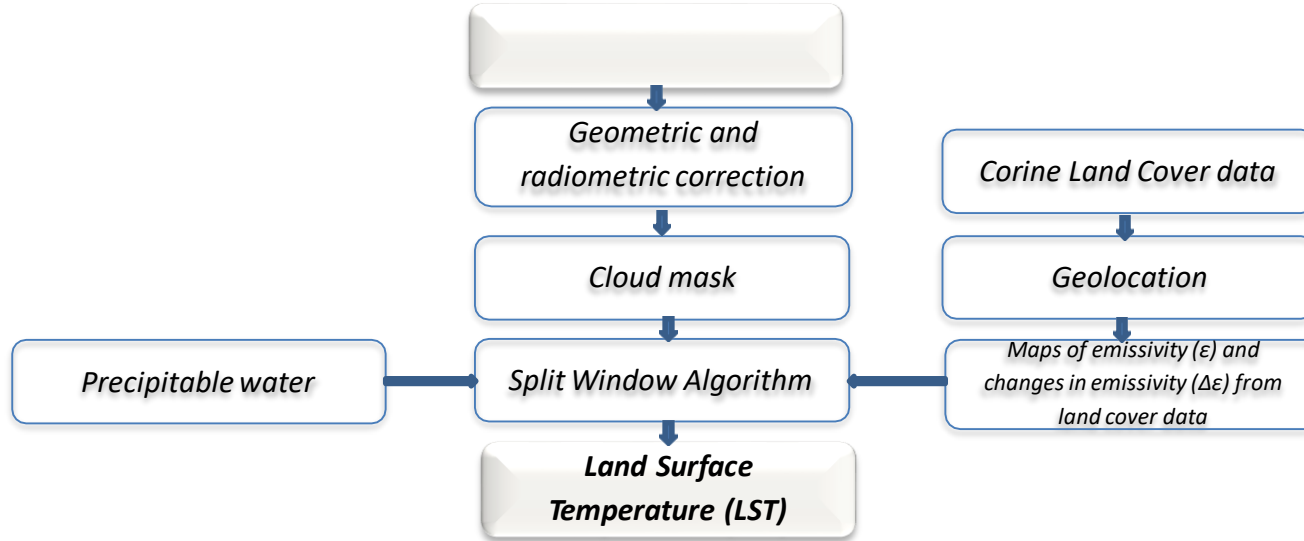 Geometric and
radiometric correction
Corine Land Cover data
Cloud mask
Geolocation
Precipitable water
Split Window Algorithm
Maps of emissivity (ε) and
changes in emissivity (Δε) from
land cover data
Land Surface
Temperature (LST)